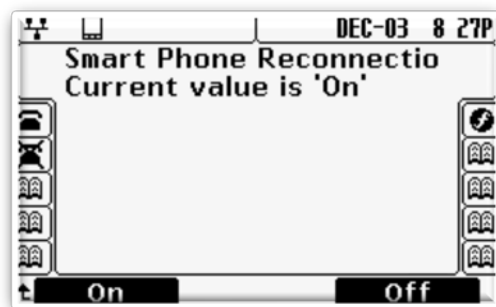 DEC-03 8 27P
Smart Phone Reconnectio
Current value is 'On'
On Off